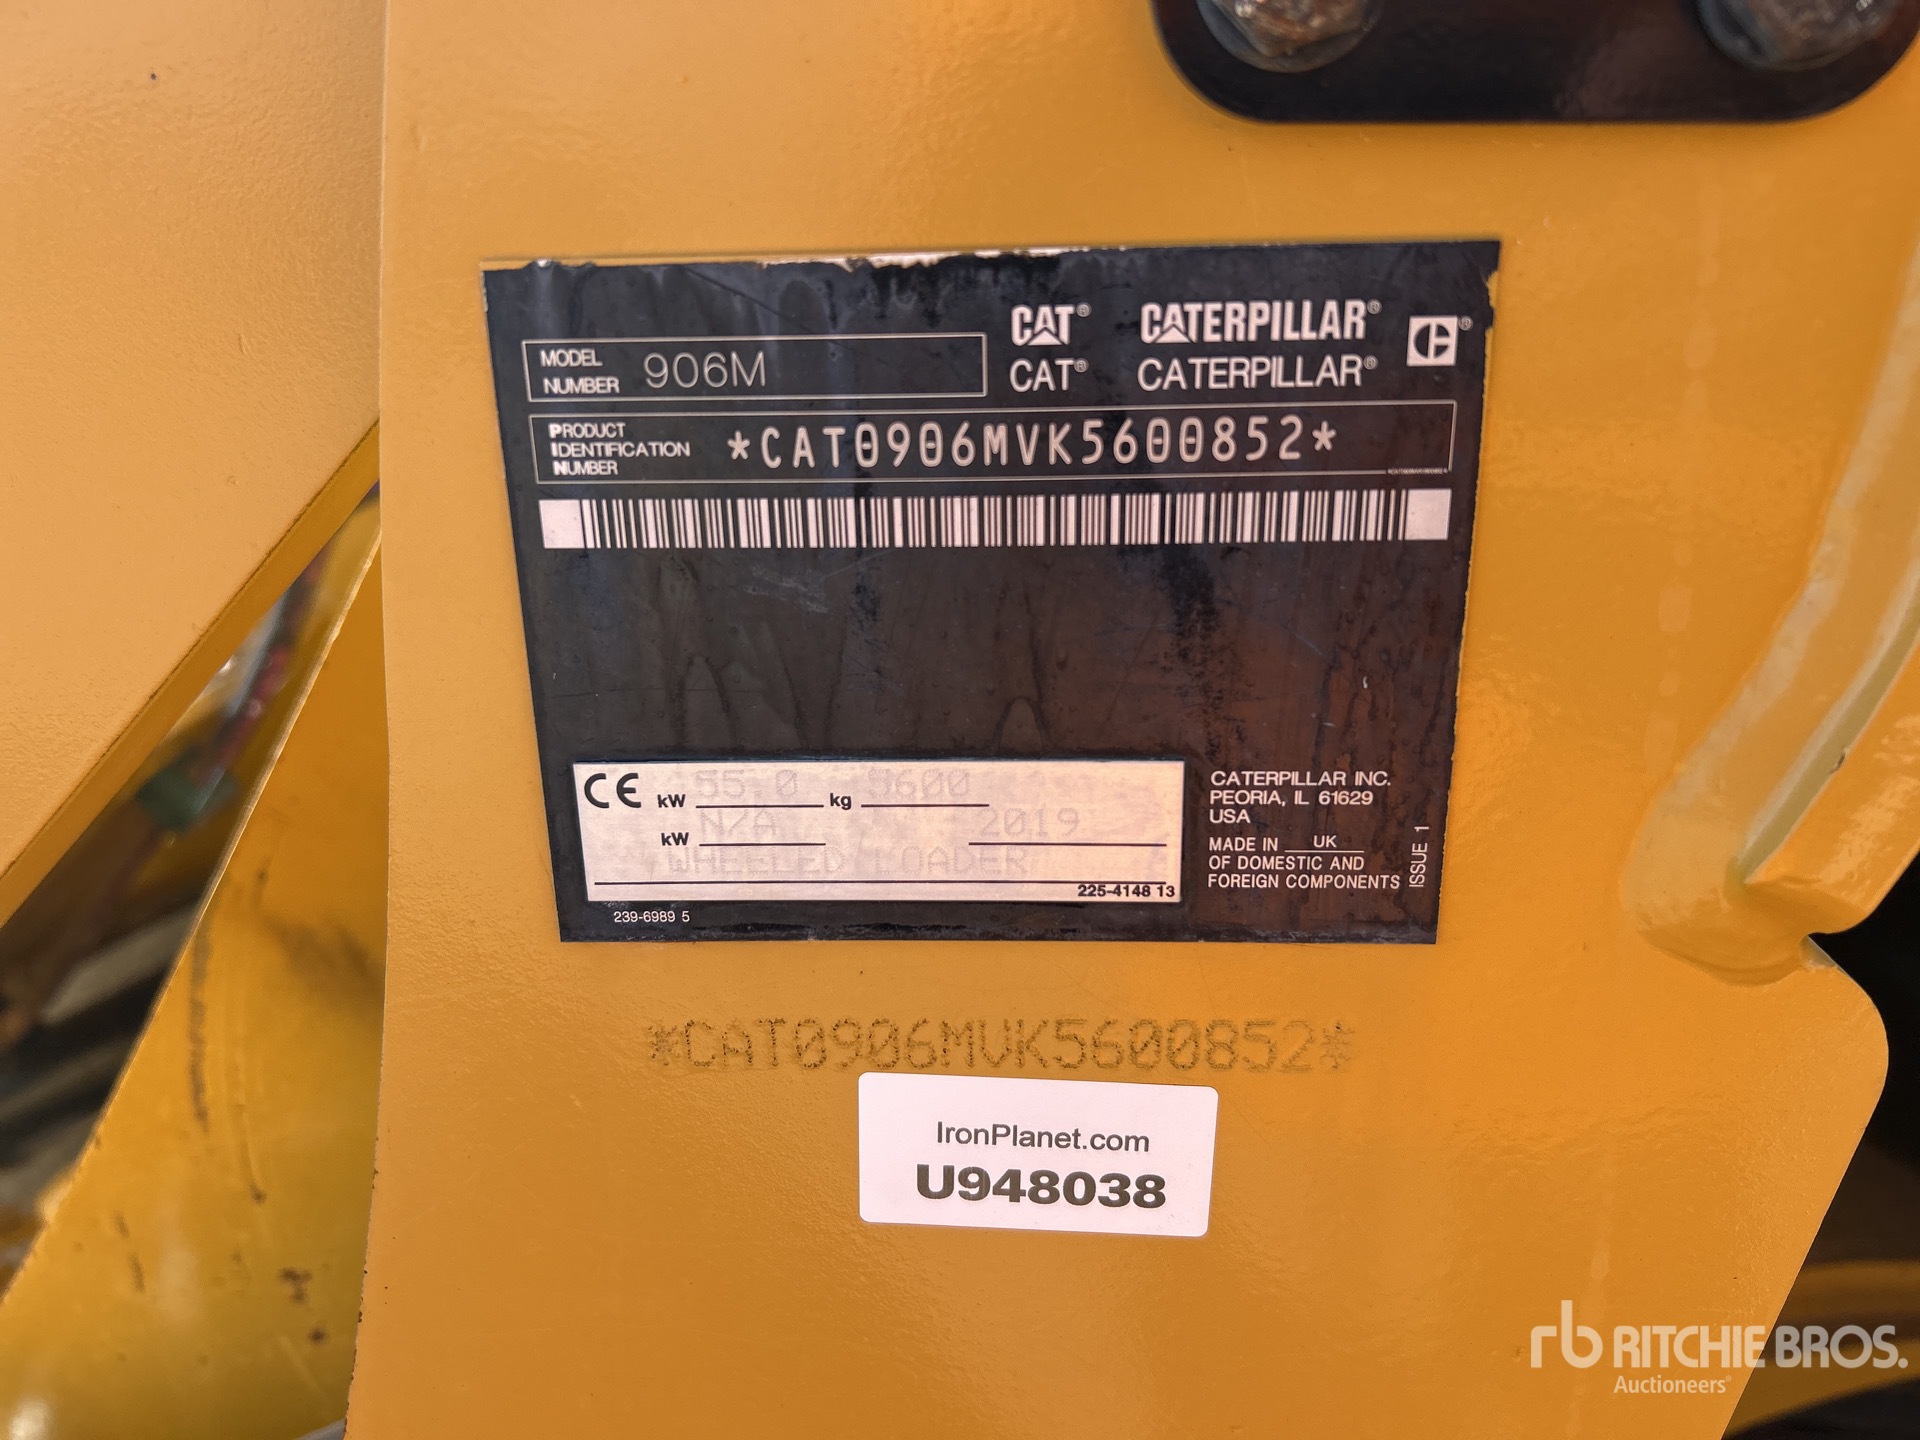 CAT® CATERPILLAR®
CAT® CATERPILLAR®
MODEL NUMBER 906M
PRODUCT IDENTIFICATION NUMBER *CAT0906MVK5600852*
CE kW 55.0 kg 5600
kW N/A 2019
WHEELED LOADER
225-4148 13
239-6989 5
CATERPILLAR INC.
PEORIA, IL 61629
USA
MADE IN UK
OF DOMESTIC AND
FOREIGN COMPONENTS
ISSUE 1
*CAT0906MVK5600852*
IronPlanet.com
U948038
rb RITCHIE BROS.
Auctioneers®